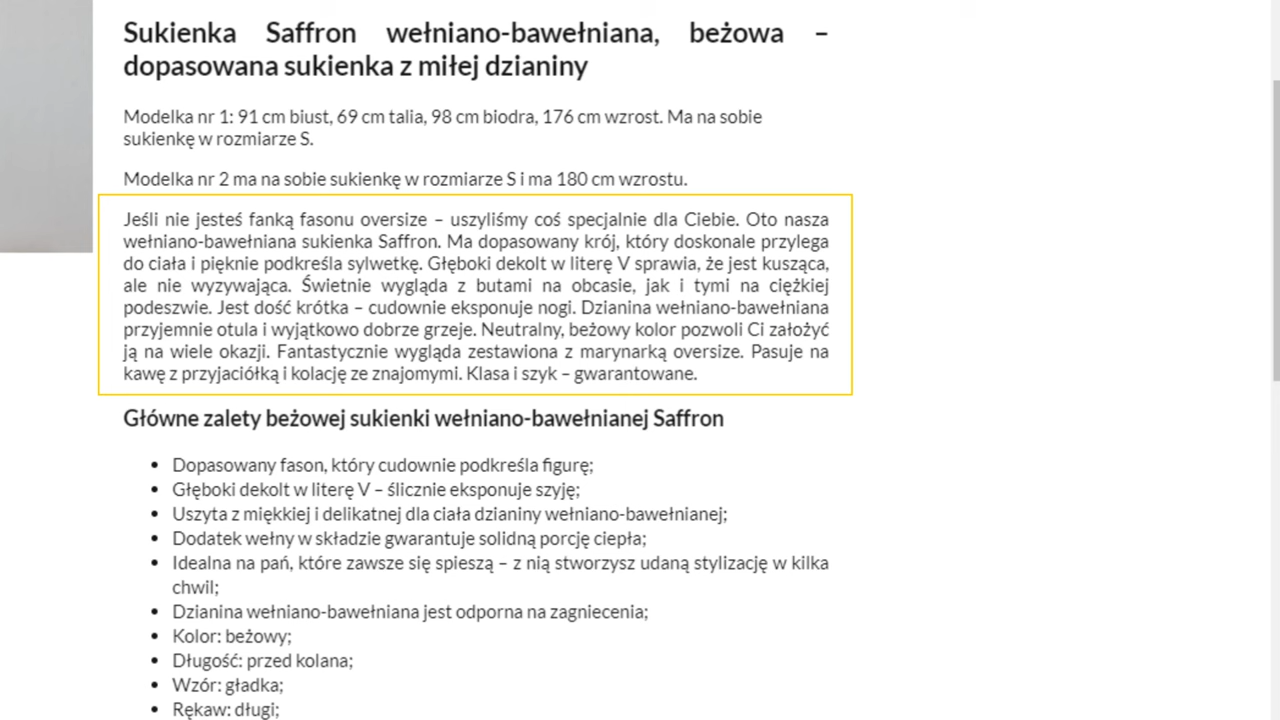 Sukienka Saffron wełniano-bawełniana, beżowa –
dopasowana sukienka z miłej dzianiny
Modelka nr 1: 91 cm biust, 69 cm talia, 98 cm biodra, 176 cm wzrost. Ma na sobie
sukienkę w rozmiarze S.
Modelka nr 2 ma na sobie sukienkę w rozmiarze S i ma 180 cm wzrostu.
Jeśli nie jesteś fanką fasonu oversize – uszyliśmy coś specjalnie dla Ciebie. Oto nasza
wełniano-bawełniana sukienka Saffron. Ma dopasowany krój, który doskonale przylega
do ciała i pięknie podkreśla sylwetkę. Głęboki dekolt w literę V sprawia, że jest kusząca,
ale nie wyzywająca. Świetnie wygląda z butami na obcasie, jak i tymi na ciężkiej
podeszwie. Jest dość krótka – cudownie eksponuje nogi. Dzianina wełniano-bawełniana
przyjemnie otula i wyjątkowo dobrze grzeje. Neutralny, beżowy kolor pozwoli Ci założyć
ją na wiele okazji. Fantastycznie wygląda zestawiona z marynarką oversize. Pasuje na
kawę z przyjaciółką i kolację ze znajomymi. Klasa i szyk – gwarantowane.
Główne zalety beżowej sukienki wełniano-bawełnianej Saffron
• Dopasowany fason, który cudownie podkreśla figurę;
• Głęboki dekolt w literę V – ślicznie eksponuje szyję;
• Uszyta z miękkiej i delikatnej dla ciała dzianiny wełniano-bawełnianej;
• Dodatek wełny w składzie gwarantuje solidną porcję ciepła;
• Idealna na pań, które zawsze się spieszą – z nią stworzysz udaną stylizację w kilka
chwil;
• Dzianina wełniano-bawełniana jest odporna na zagniecenia;
• Kolor: beżowy;
• Długość: przed kolana;
• Wzór: gładka;
• Rękaw: długi;